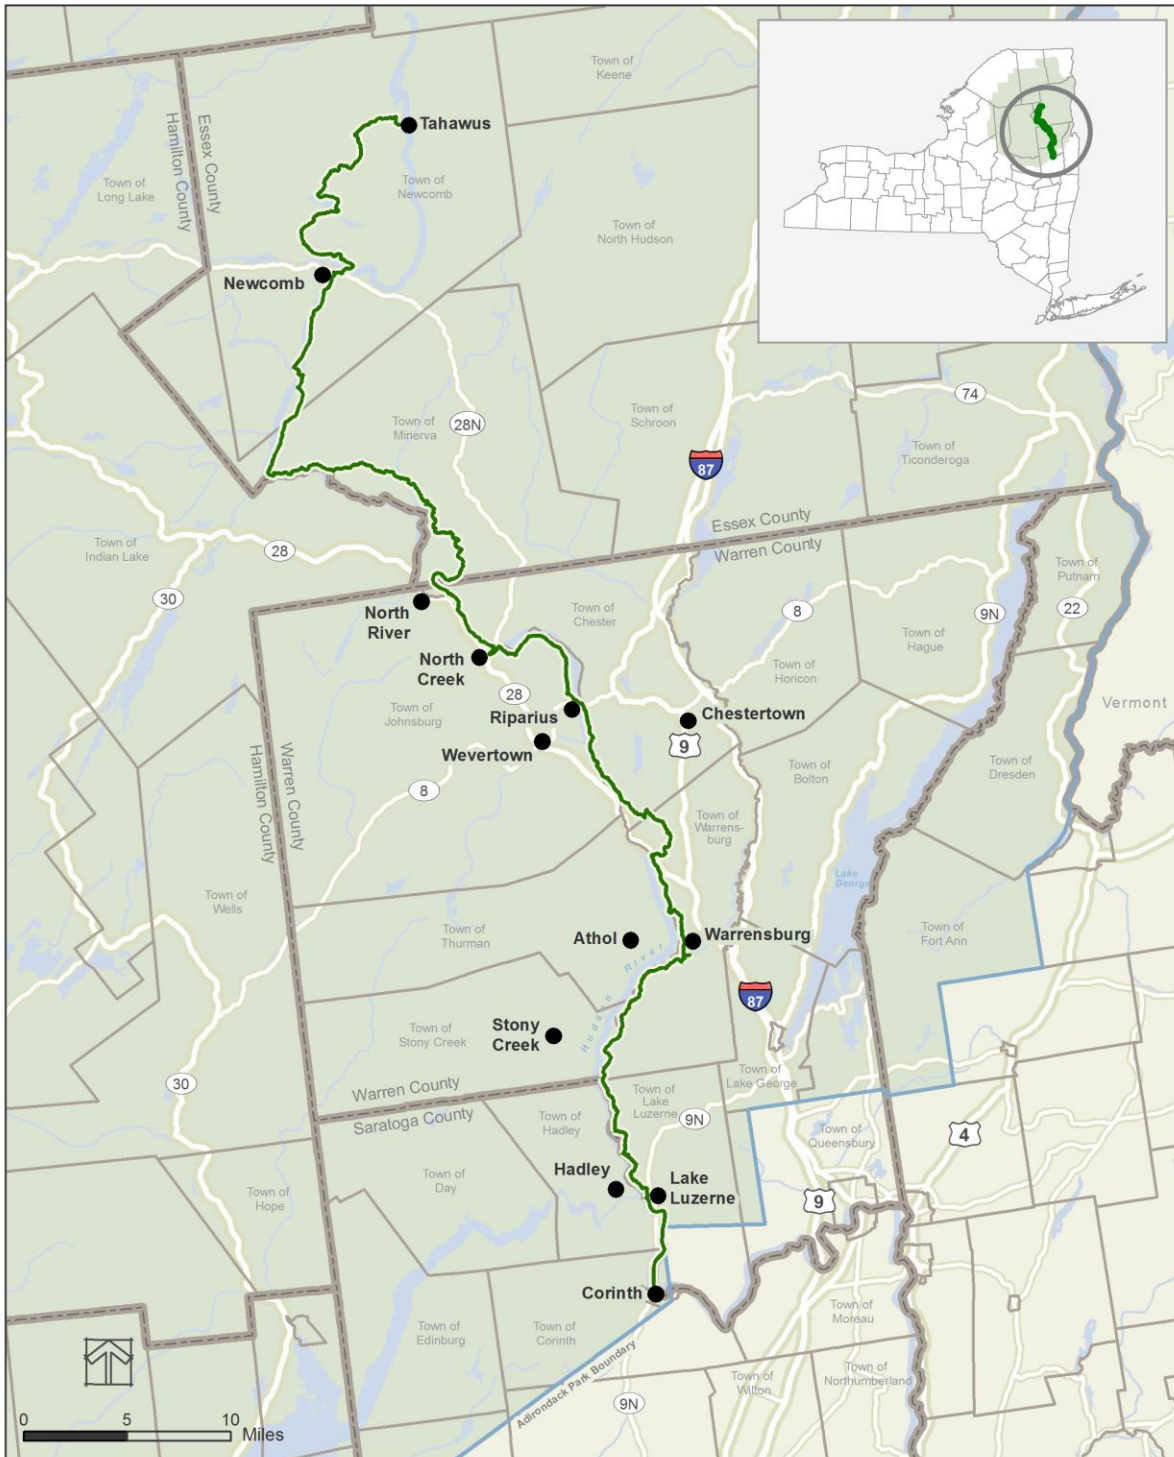 Town of
Keene
Essex County
Hamilton County
Tahawus
Town of
Long Lake
Town of
Newcomb
Town of
North Hudson
Newcomb
74
Town of
Schroon
Town of
Minerva
28N
87
Town of
Ticonderoga
Essex County
Warren County
Town of
Indian Lake
28
Town of
Putnam
30
North
River
Town of
Chester
8
9N
22
Town of
Hague
North
Creek
Town of
Horicon
28
Town of
Johnsburg
Riparius
Chestertown
Vermont
Wevertown
9
Warren County
Hamilton County
8
Town of
Bolton
Town of
Dresden
Town of
Warrens-
burg
Lake
George
Town of
Wells
Town of
Thurman
Athol
Warrensburg
Town of
Fort Ann
Hudson River
87
Stony
Creek
Town of
Stony Creek
30
Warren County
Saratoga County
Town of
Lake George
Town of
Lake
Luzerne
Town of
Hadley
9N
Town of
Queensbury
4
Hadley
Lake
Luzerne
Town of
Day
Town of
Hope
9
Corinth
Town of
Edinburg
Town of
Corinth
Town of
Moreau
Adirondack Park Boundary
Town of
Wilton
Town of
Northumberland
9N
0 5 10
Miles